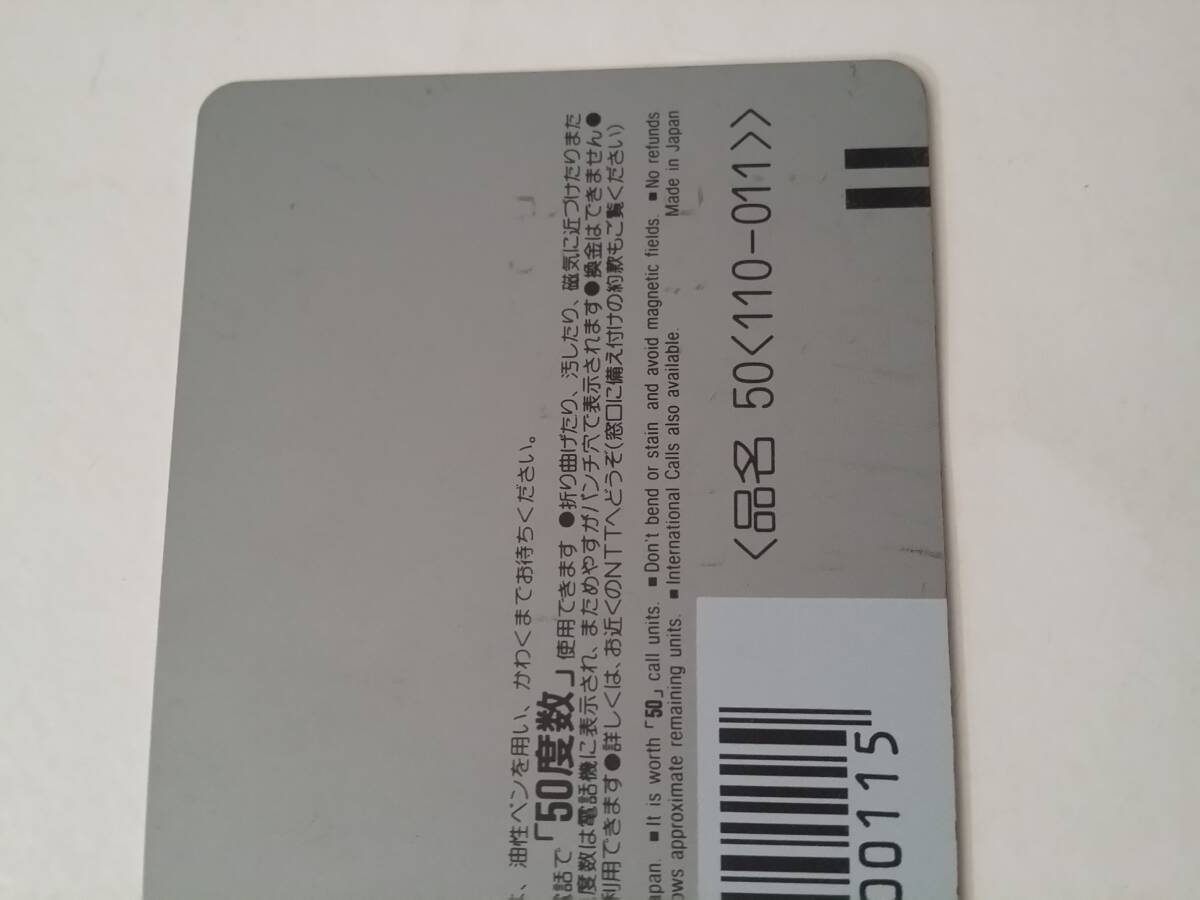 、油性ペンを用い、かわくまでお待ちください。
話で「50度数」使用できます ●折り曲げたり、汚したり、磁気に近づけたりまた
度数は電話機に表示され、まためやすがパンチ穴で表示されます●換金はできません●
利用できます●詳しくは、お近くのNTTへどうぞ(窓口に備え付けの約款もご覧ください)
apan. ■It is worth「50」call units. ■Don't bend or stain and avoid magnetic fields. ■No refunds
ows approximate remaining units. ■International Calls also available. Made in Japan
<品名 50<110-011>>
00115